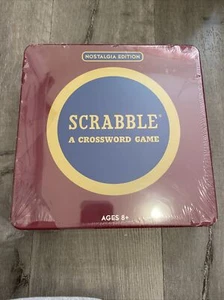 NOSTALGIA EDITION
SCRABBLE®
A CROSSWORD GAME
AGES 8+